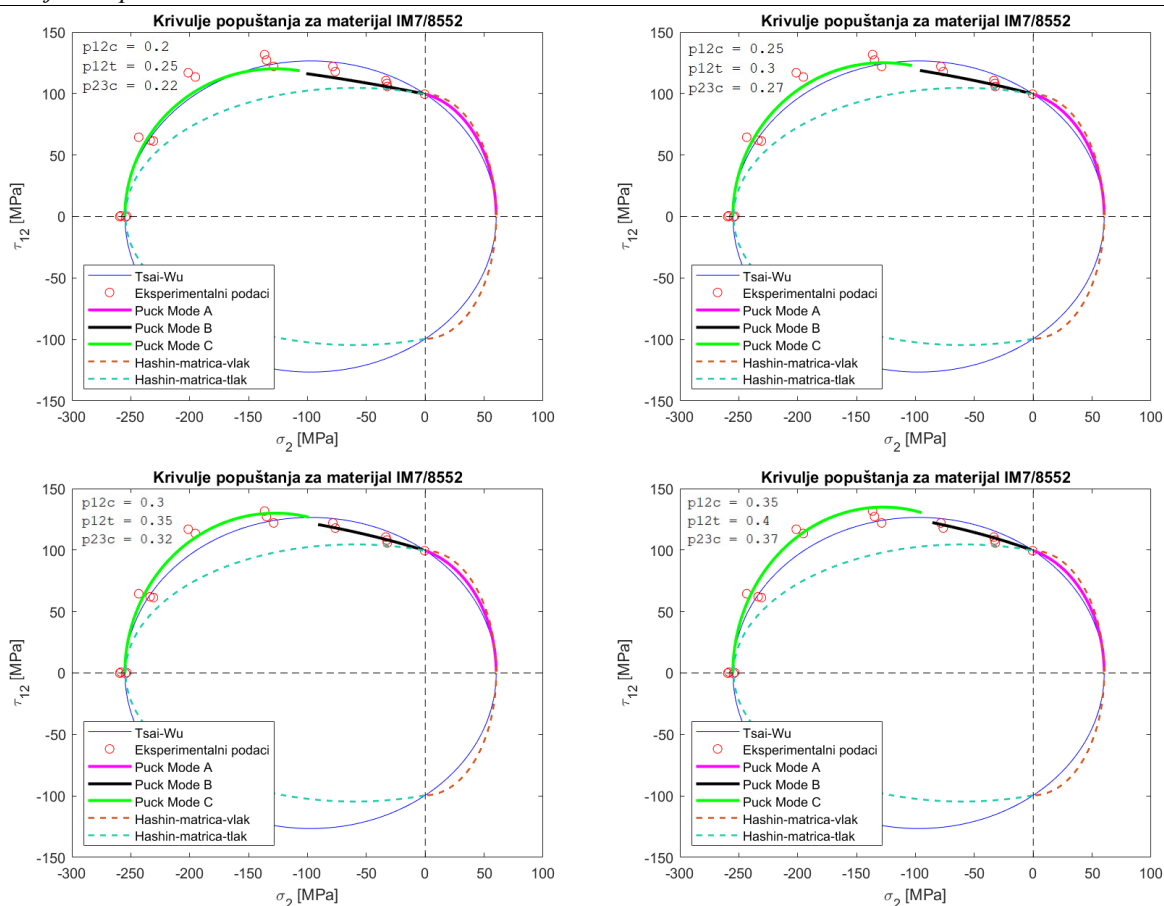 Krivulje popuštanja za materijal IM7/8552
p12c = 0.2
p12t = 0.25
p23c = 0.22
150
100
50
0
-50
-100
-150
τ12 [MPa]
Tsai-Wu
Eksperimentalni podaci
Puck Mode A
Puck Mode B
Puck Mode C
Hashin-matrica-vlak
Hashin-matrica-tlak
-300 -250 -200 -150 -100 -50 0 50 100
σ2 [MPa]
Krivulje popuštanja za materijal IM7/8552
p12c = 0.25
p12t = 0.3
p23c = 0.27
150
100
50
0
-50
-100
-150
τ12 [MPa]
Tsai-Wu
Eksperimentalni podaci
Puck Mode A
Puck Mode B
Puck Mode C
Hashin-matrica-vlak
Hashin-matrica-tlak
-300 -250 -200 -150 -100 -50 0 50 100
σ2 [MPa]
Krivulje popuštanja za materijal IM7/8552
p12c = 0.3
p12t = 0.35
p23c = 0.32
150
100
50
0
-50
-100
-150
τ12 [MPa]
Tsai-Wu
Eksperimentalni podaci
Puck Mode A
Puck Mode B
Puck Mode C
Hashin-matrica-vlak
Hashin-matrica-tlak
-300 -250 -200 -150 -100 -50 0 50 100
σ2 [MPa]
Krivulje popuštanja za materijal IM7/8552
p12c = 0.35
p12t = 0.4
p23c = 0.37
150
100
50
0
-50
-100
-150
τ12 [MPa]
Tsai-Wu
Eksperimentalni podaci
Puck Mode A
Puck Mode B
Puck Mode C
Hashin-matrica-vlak
Hashin-matrica-tlak
-300 -250 -200 -150 -100 -50 0 50 100
σ2 [MPa]